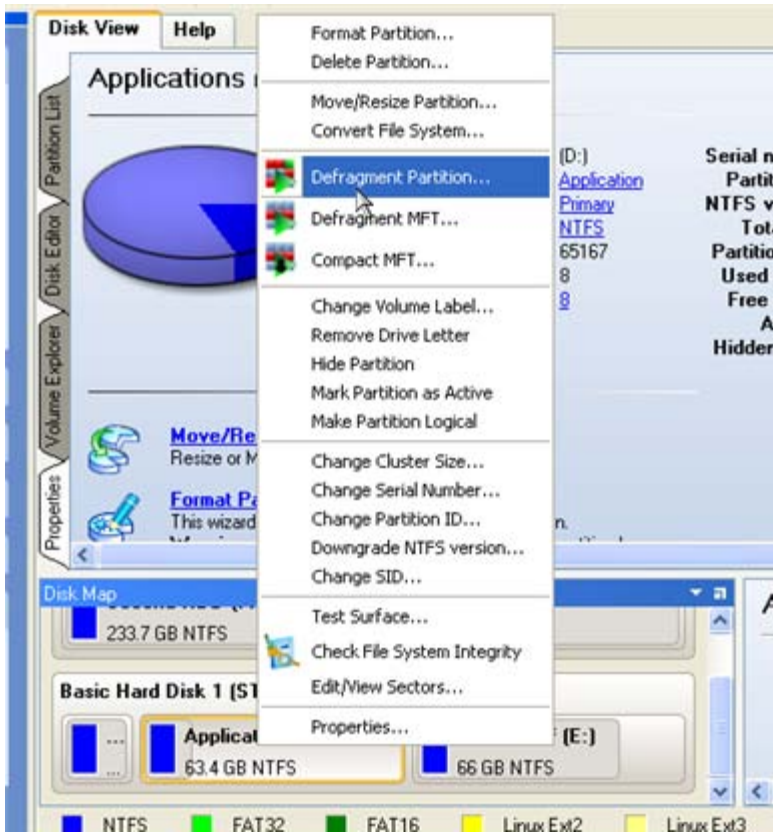 Disk View Help
Applications
Partition List
Disk Editor
Volume Explorer
Properties
Format Partition...
Delete Partition...
Move/Resize Partition...
Convert File System...
Defragment Partition...
Defragment MFT...
Compact MFT...
Change Volume Label...
Remove Drive Letter
Hide Partition
Mark Partition as Active
Make Partition Logical
Change Cluster Size...
Change Serial Number...
Change Partition ID...
Downgrade NTFS version...
Change SID...
Test Surface...
Check File System Integrity
Edit/View Sectors...
Properties...
(D:) Serial n
Application Partit
Primary NTFS v
NTFS Tot
65167 Partitio
8 Used
8 Free
A
Hidden
Move/Re
Resize or M
Format Pa
This wizard n.
Disk Map
233.7 GB NTFS
Basic Hard Disk 1 (ST
... Applicat (E:)
... 63.4 GB NTFS 66 GB NTFS
NTFS FAT32 FAT16 Linux Ext2 Linux Ext3